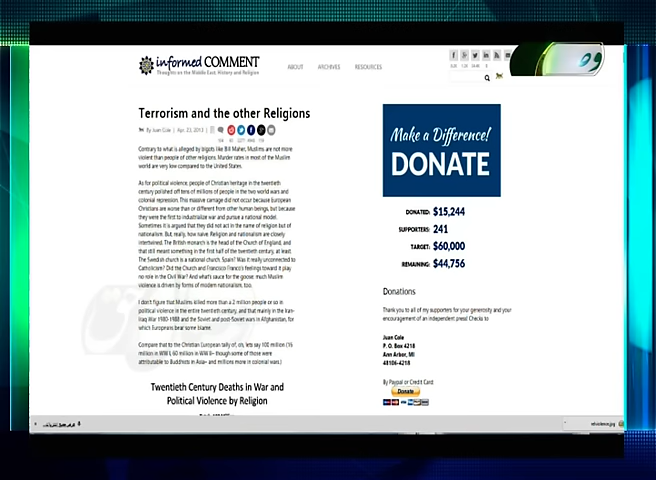 informed COMMENT
Thoughts on the Middle East, History and Religion
ABOUT ARCHIVES RESOURCES
Terrorism and the other Religions
By Juan Cole | Apr. 23, 2013 |
Contrary to what is alleged by bigots like Bill Maher, Muslims are not more
violent than people of other religions. Murder rates in most of the Muslim
world are very low compared to the United States.
As for political violence, people of Christian heritage in the twentieth
century polished off tens of millions of people in the two world wars and
colonial repression. This massive carnage did not occur because European
Christians are worse than or different from other human beings, but because
they were the first to industrialize war and pursue a national model.
Sometimes it is argued that they did not act in the name of religion but of
nationalism. But, really, how naive. Religion and nationalism are closely
intertwined. The British monarch is the head of the Church of England, and
that still meant something in the first half of the twentieth century, at least.
The Swedish church is a national church. Spain? Was it really unconnected to
Catholicism? Did the Church and Francisco Franco's feelings toward it play
no role in the Civil War? And what's sauce for the goose: much Muslim
violence is driven by forms of modern nationalism, too.
I don't figure that Muslims killed more than a 2 million people or so in
political violence in the entire twentieth century, and that mainly in the Iran-
Iraq War 1980-1988 and the Soviet and post-Soviet wars in Afghanistan, for
which Europeans bear some blame.
Compare that to the Christian European tally of, oh, lets say 100 million (16
million in WW I, 60 million in WW II– though some of those were
attributable to Buddhists in Asia– and millions more in colonial wars.)
Twentieth Century Deaths in War and
Political Violence by Religion
Make a Difference!
DONATE
DONATED: $15,244
SUPPORTERS: 241
TARGET: $60,000
REMAINING: $44,756
Donations
Thank you to all of my supporters for your generosity and your
encouragement of an independent press! Checks to
Juan Cole
P. O. Box 4218
Ann Arbor, MI
48106-4218
By Paypal or Credit Card:
Donate